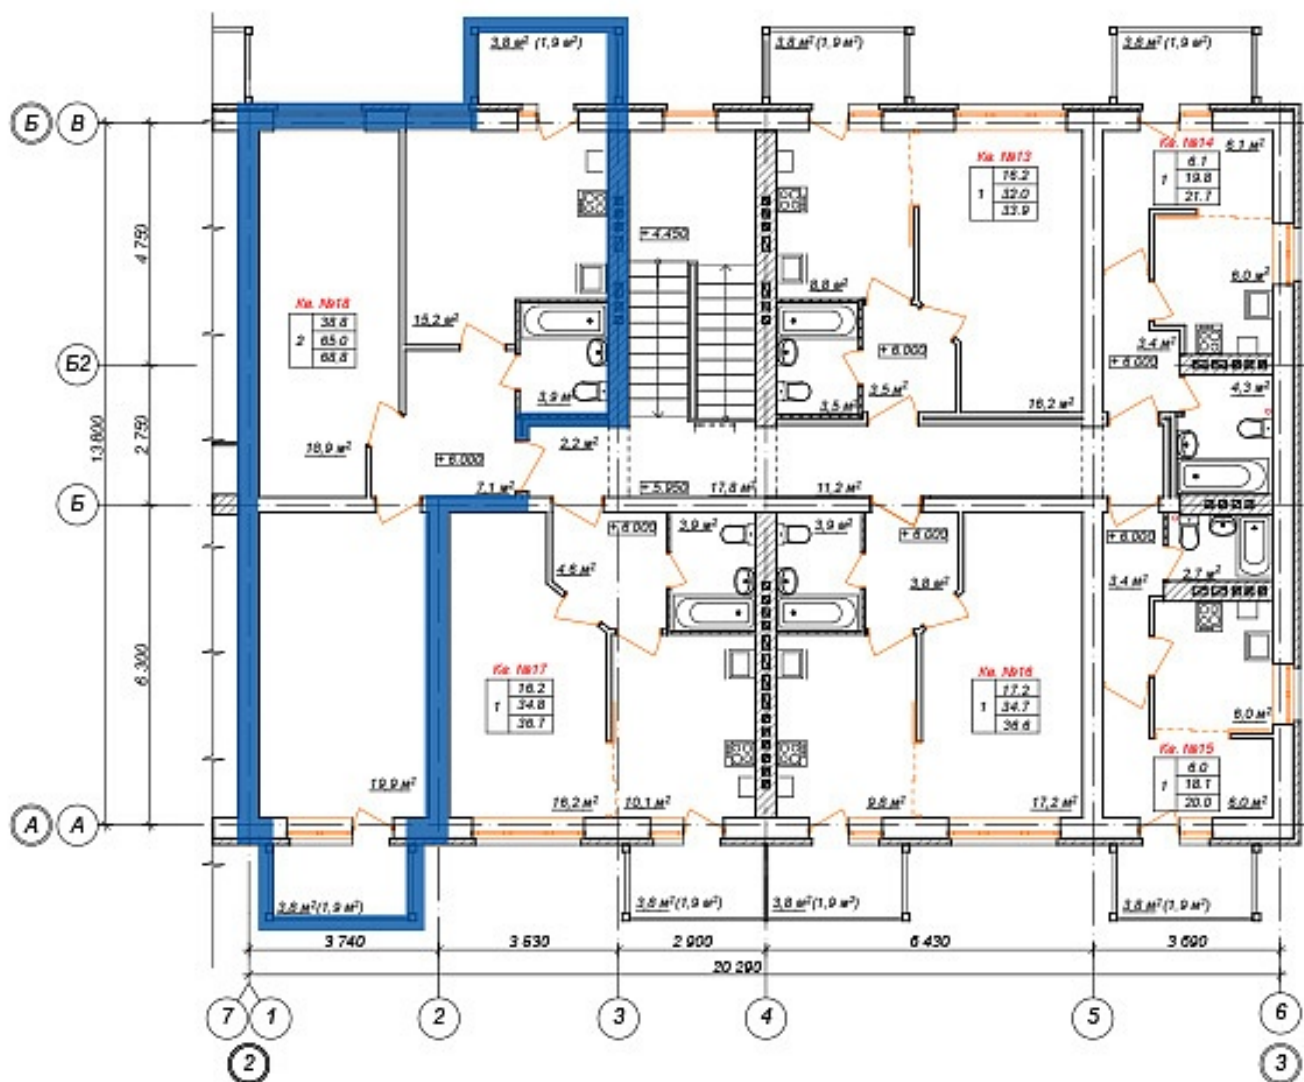 3,8 м² (1,9 м²)
3,8 м² (1,9 м²)
3,8 м² (1,9 м²)
Б
В
Кв. №13
1
16.2
32.0
33.9
Кв. №14
1
6.1
19.8
21.7
6.1 м²
4 750
+ 4.450
8,8 м²
6,0 м²
Кв. №18
2
38.8
65.0
68.8
15,2 м²
+ 6.000
3,4 м²
+ 6.000
Б2
3,9 м
3,5 м²
3,5 м²
16,2 м²
4,3 м²
13 800
2 750
18,9 м²
+ 6.000
2,2 м²
7,1 м²
+ 5.950
17,8 м²
11,2 м²
Б
+ 6.000
3,9 м²
3,9 м²
+ 6.000
+ 6.000
4,6 м²
3,8 м²
3,4 м²
2,7 м²
6 300
Кв. №17
1
16.2
34.8
36.7
Кв. №16
1
17.2
34.7
36.6
6,0 м²
Кв. №15
1
6.0
18.1
20.0
19,9 м²
16,2 м²
10,1 м²
9,6 м²
17,2 м²
6,0 м²
А
А
3,8 м² (1,9 м²)
3,8 м² (1,9 м²)
3,8 м² (1,9 м²)
3,8 м² (1,9 м²)
3 740
3 630
2 900
6 430
3 690
20 290
7
1
2
3
4
5
6
2
3